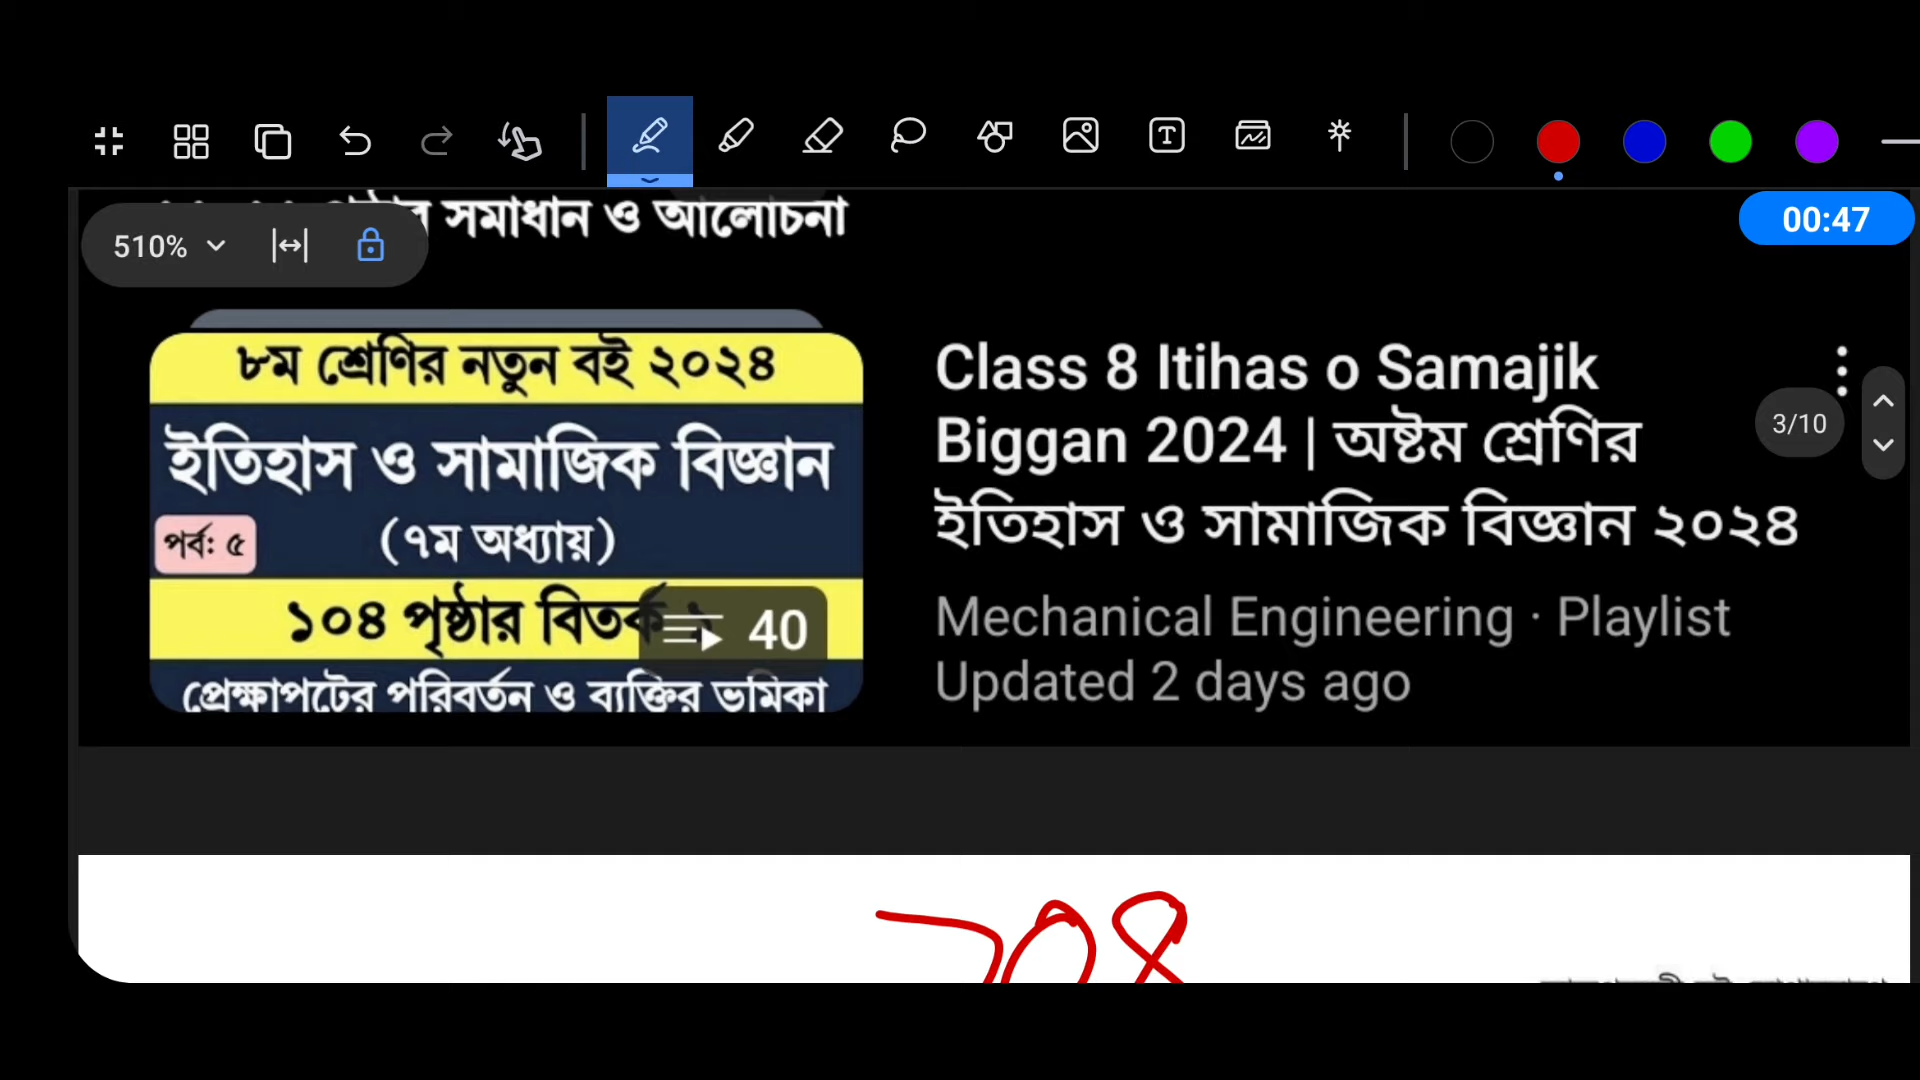 সমাধান ও আলোচনা
510%
00:47
৮ম শ্রেণির নতুন বই ২০২৪
ইতিহাস ও সামাজিক বিজ্ঞান
পর্ব: ৫
(৭ম অধ্যায়)
১০৪ পৃষ্ঠার বিতর্ক
40
প্রেক্ষাপটের পরিবর্তন ও ব্যক্তির ভূমিকা
Class 8 Itihas o Samajik
Biggan 2024 | অষ্টম শ্রেণির
ইতিহাস ও সামাজিক বিজ্ঞান ২০২৪
Mechanical Engineering · Playlist
Updated 2 days ago
3/10
১০৪